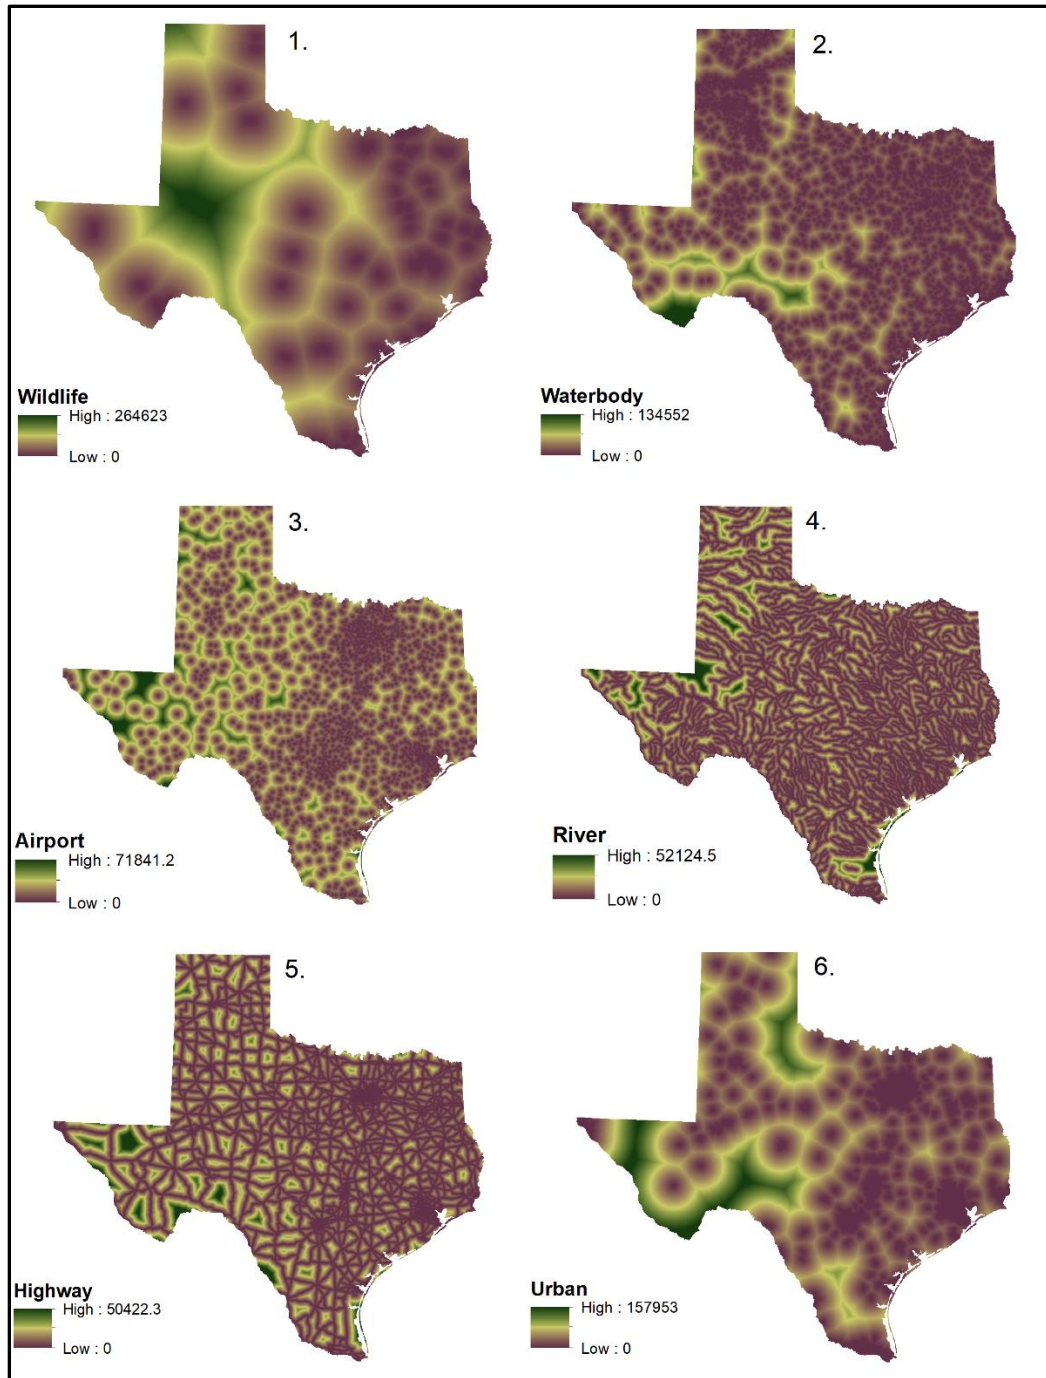 1.
Wildlife
High : 264623
Low : 0
2.
Waterbody
High : 134552
Low : 0
3.
Airport
High : 71841.2
Low : 0
4.
River
High : 52124.5
Low : 0
5.
Highway
High : 50422.3
Low : 0
6.
Urban
High : 157953
Low : 0